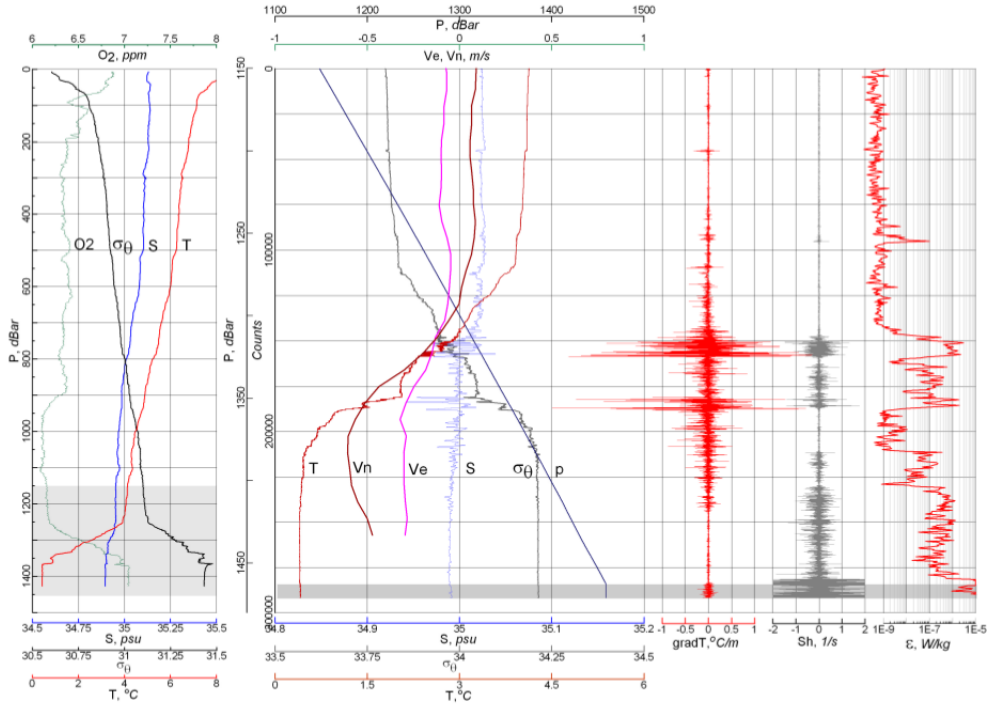 1100 1200 1300 1400 1500
P, dBar
6 6.5 7 7.5 8
O2, ppm
-1 -0.5 0 0.5 1
Ve, Vn, m/s
0
200
400
600
800
1000
1200
1400
P, dBar
O2 σθ S T
1150
1250
1350
1450
P, dBar
0
1000000
2000000
3000000
Counts
T Vn Ve S σθ p
34.5 34.75 35 35.25 35.5
S, psu
30.5 30.75 31 31.25 31.5
σθ
0 2 4 6 8
T, °C
34.8 34.9 35 35.1 35.2
S, psu
33.5 33.75 34 34.25 34.5
σθ
0 1.5 3 4.5 6
T, °C
-1 -0.5 0 0.5 1
gradT, °C/m
-2 -1 0 1 2
Sh, 1/s
1E-9 1E-7 1E-5
ε, W/kg